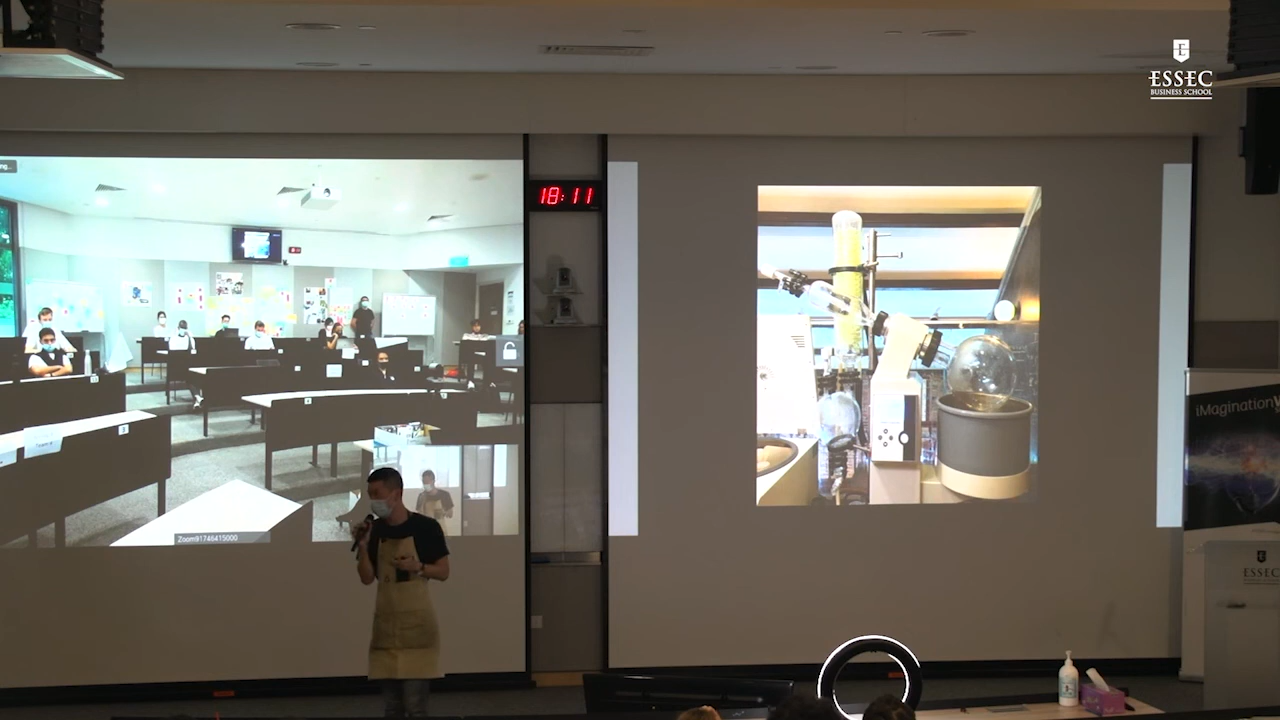 ESSEC
BUSINESS SCHOOL
18:11
iMagination
Zoom91746415000
ESSEC